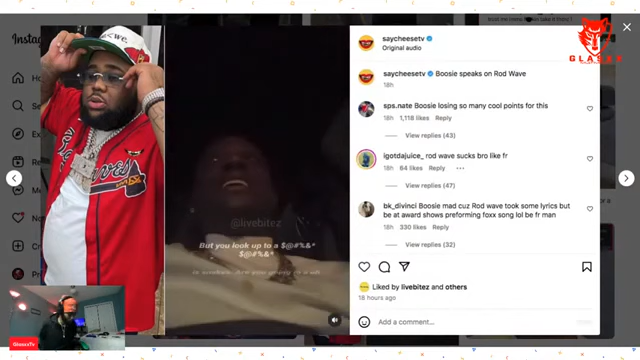 Instag
saycheesetv
Original audio
GLASSX
saycheesetv Boosie speaks on Rod Wave
18h
sps.nate Boosie losing so many cool points for this
18h 1,118 likes Reply
View replies (43)
igotdajuice_ rod wave sucks bro like fr
18h 64 likes Reply
View replies (47)
bk_divinci Boosie mad cuz Rod wave took some lyrics but
be at award shows preforming foxx song lol be fr man
18h 330 likes Reply
View replies (32)
@livebitez
But you look up to a $@#%&*
$@#%&*
Liked by livebitez and others
18 hours ago
Add a comment...
GlassxTv